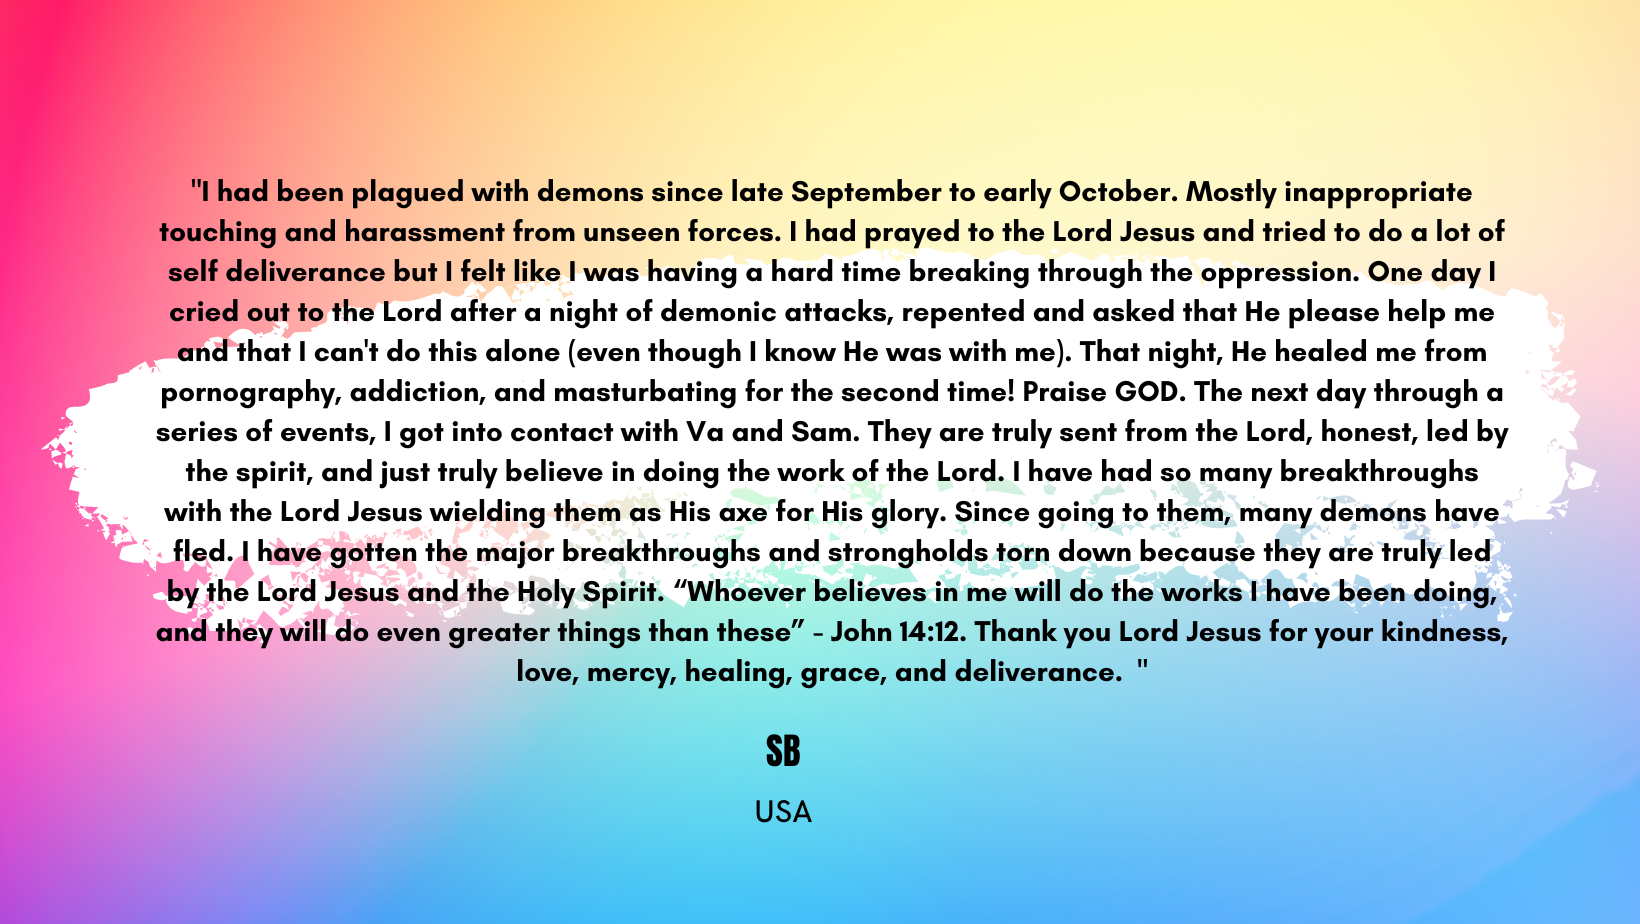 "I had been plagued with demons since late September to early October. Mostly inappropriate
touching and harassment from unseen forces. I had prayed to the Lord Jesus and tried to do a lot of
self deliverance but I felt like I was having a hard time breaking through the oppression. One day I
cried out to the Lord after a night of demonic attacks, repented and asked that He please help me
and that I can't do this alone (even though I know He was with me). That night, He healed me from
pornography, addiction, and masturbating for the second time! Praise GOD. The next day through a
series of events, I got into contact with Va and Sam. They are truly sent from the Lord, honest, led by
the spirit, and just truly believe in doing the work of the Lord. I have had so many breakthroughs
with the Lord Jesus wielding them as His axe for His glory. Since going to them, many demons have
fled. I have gotten the major breakthroughs and strongholds torn down because they are truly led
by the Lord Jesus and the Holy Spirit. “Whoever believes in me will do the works I have been doing,
and they will do even greater things than these” - John 14:12. Thank you Lord Jesus for your kindness,
love, mercy, healing, grace, and deliverance.  "
SB
USA